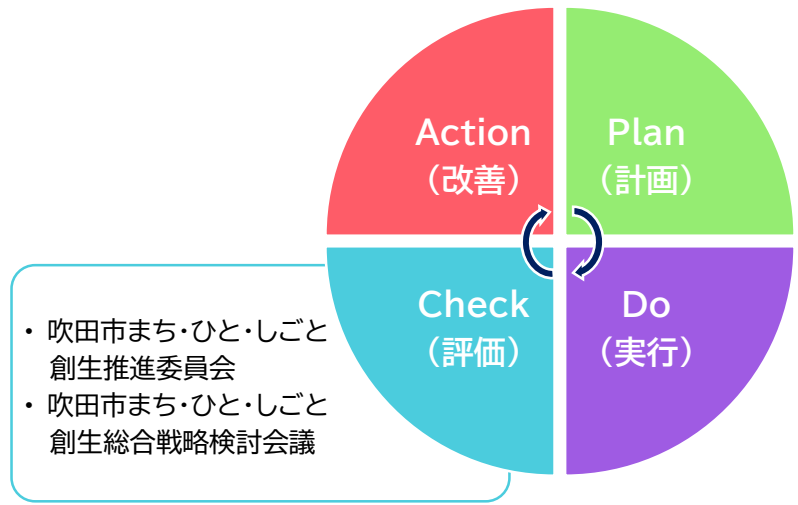 Action
（改善）
Plan
（計画）
Check
（評価）
Do
（実行）
・ 吹田市まち・ひと・しごと
創生推進委員会
・ 吹田市まち・ひと・しごと
創生総合戦略検討会議